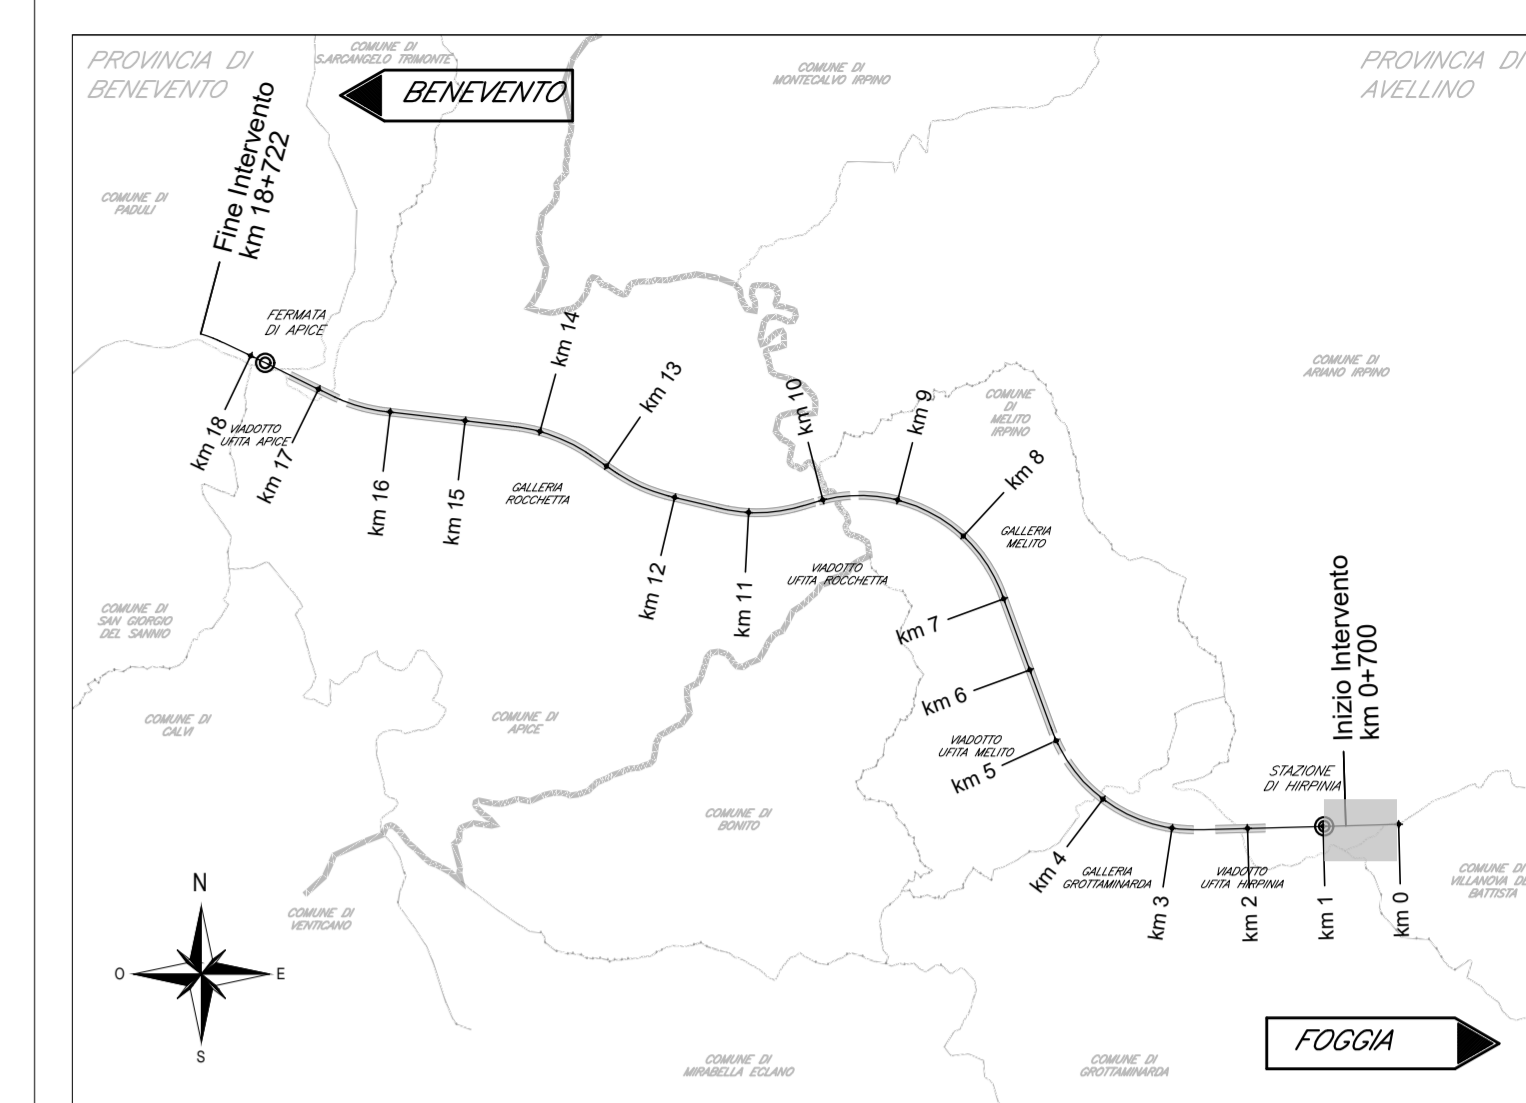 PROVINCIA DI
BENEVENTO
COMUNE DI
S.ARCANGELO TRIMONTE
BENEVENTO
COMUNE DI
MONTECALVO IRPINO
PROVINCIA DI
AVELLINO
COMUNE DI
PADULI
Fine Intervento
km 18+722
FERMATA
DI APICE
km 18
VIADOTTO
UFITA APICE
km 17
km 16
km 15
km 14
GALLERIA
ROCCHETTA
km 13
km 12
km 11
km 10
VIADOTTO
UFITA ROCCHETTA
km 9
COMUNE
DI
MELITO
IRPINO
COMUNE DI
ARIANO IRPINO
km 8
GALLERIA
MELITO
km 7
km 6
VIADOTTO
UFITA MELITO
km 5
km 4
GALLERIA
GROTTAMINARDA
km 3
VIADOTTO
UFITA HIRPINIA
km 2
STAZIONE
DI HIRPINIA
Inizio Intervento
km 0+700
km 1
km 0
COMUNE DI
SAN GIORGIO
DEL SANNIO
COMUNE DI
CALVI
COMUNE DI
APICE
COMUNE DI
BONITO
COMUNE DI
VENTICANO
COMUNE DI
VILLANOVA DE
BATTISTA
N
O
E
S
COMUNE DI
MIRABELLA ECLANO
COMUNE DI
GROTTAMINARDA
FOGGIA